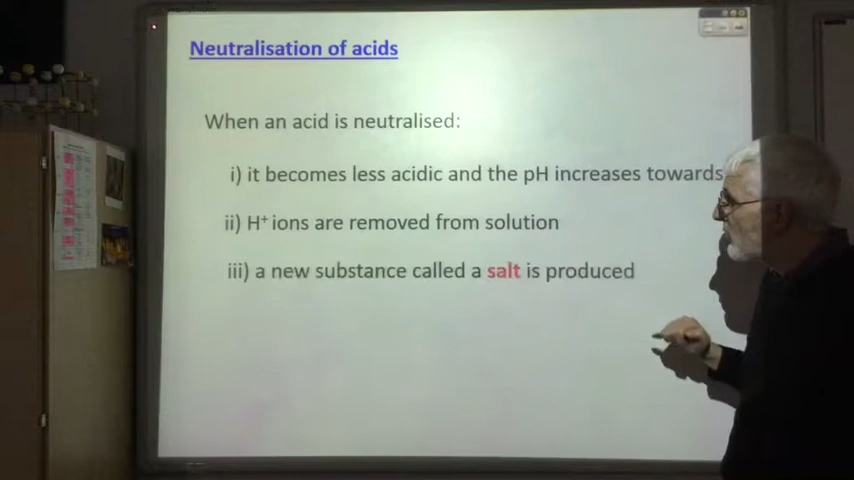 Neutralisation of acids
When an acid is neutralised:
i) it becomes less acidic and the pH increases towards
ii) H⁺ ions are removed from solution
iii) a new substance called a salt is produced